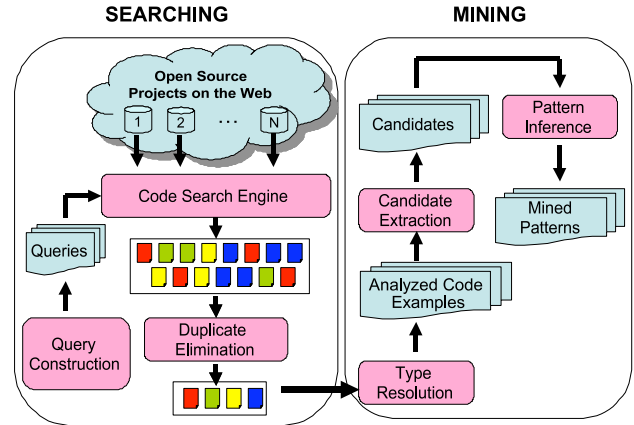 SEARCHING
Open Source
Projects on the Web
1
2
...
N
Code Search Engine
Queries
Query
Construction
Duplicate
Elimination
MINING
Candidates
Pattern
Inference
Candidate
Extraction
Mined
Patterns
Analyzed Code
Examples
Type
Resolution